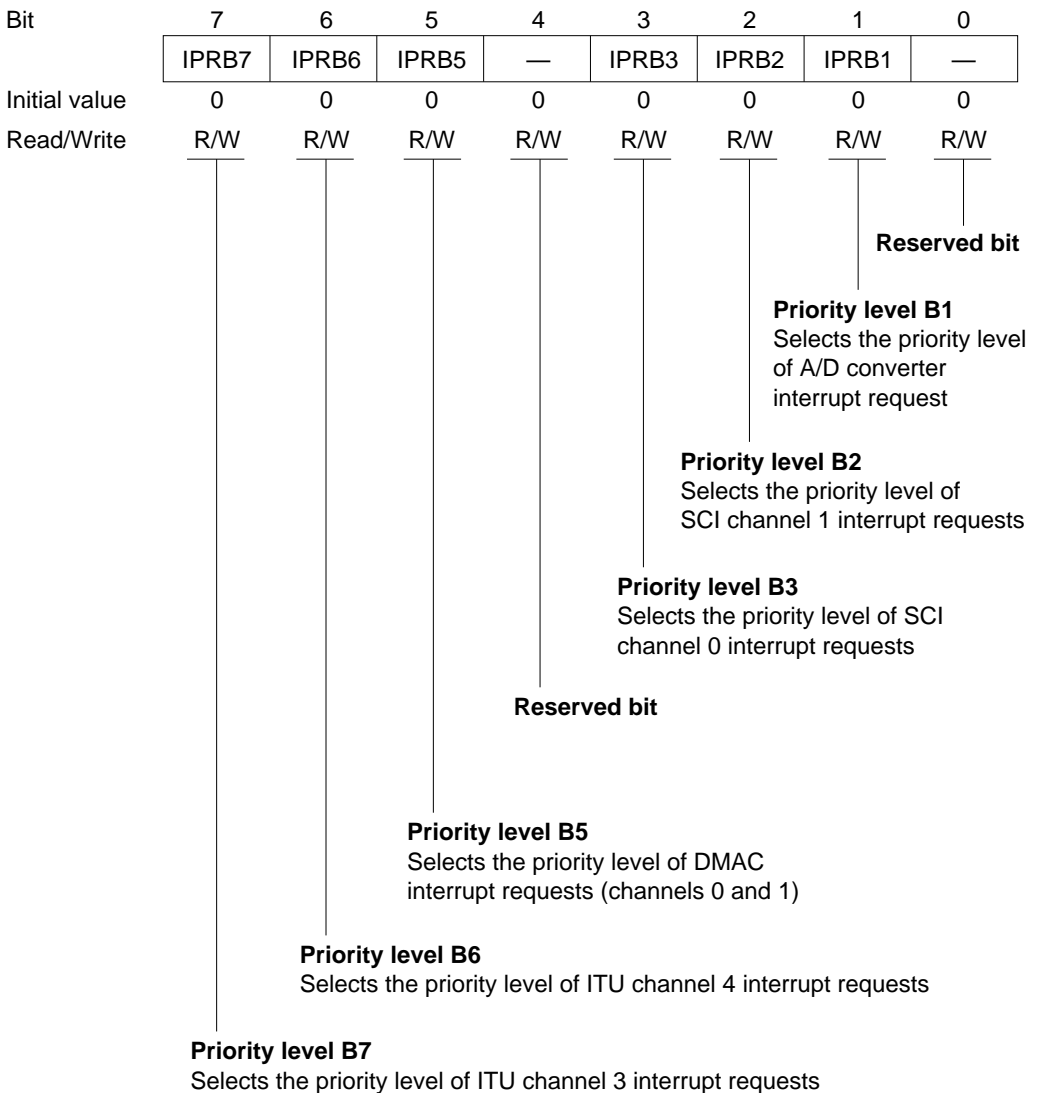 Bit 7 6 5 4 3 2 1 0
IPRB7 IPRB6 IPRB5 — IPRB3 IPRB2 IPRB1 —
Initial value 0 0 0 0 0 0 0 0
Read/Write R/W R/W R/W R/W R/W R/W R/W R/W
Reserved bit
Priority level B1
Selects the priority level
of A/D converter
interrupt request
Priority level B2
Selects the priority level of
SCI channel 1 interrupt requests
Priority level B3
Selects the priority level of SCI
channel 0 interrupt requests
Reserved bit
Priority level B5
Selects the priority level of DMAC
interrupt requests (channels 0 and 1)
Priority level B6
Selects the priority level of ITU channel 4 interrupt requests
Priority level B7
Selects the priority level of ITU channel 3 interrupt requests